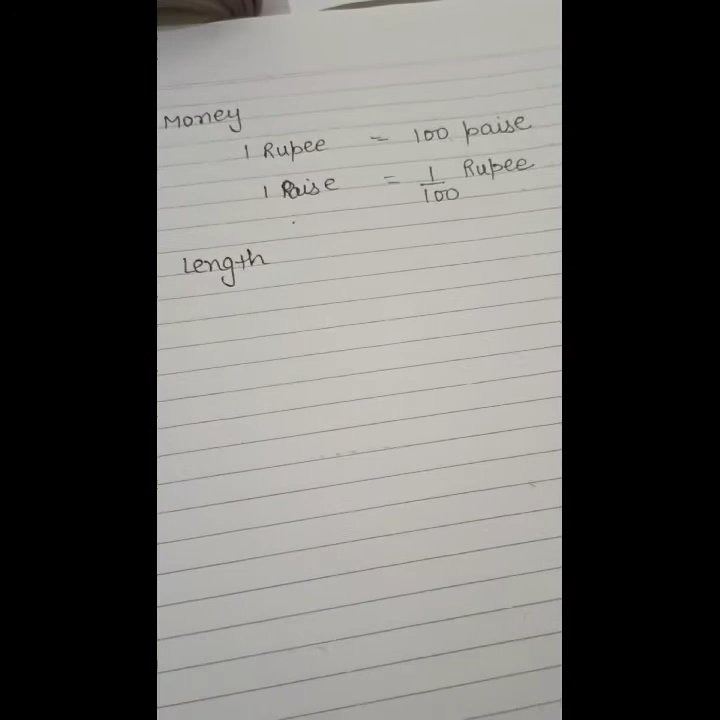 Money
1 Rupee = 100 paise
1 Paise = 1/100 Rupee
Length